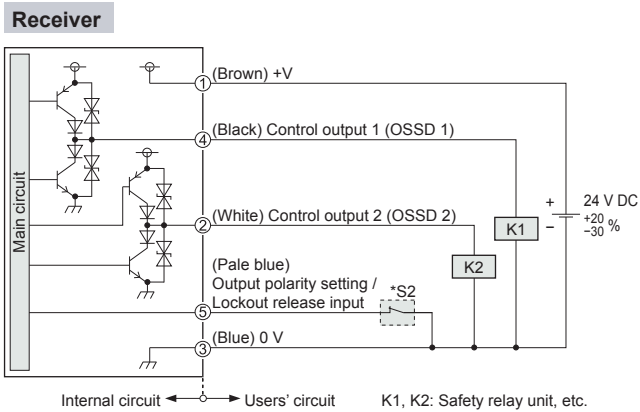 Receiver
① (Brown) +V
④ (Black) Control output 1 (OSSD 1)
Main circuit
② (White) Control output 2 (OSSD 2)
K1
+
−
24 V DC
+20
−30 %
K2
(Pale blue)
Output polarity setting /
Lockout release input
*S2
⑤
③ (Blue) 0 V
Internal circuit
Users' circuit
K1, K2: Safety relay unit, etc.